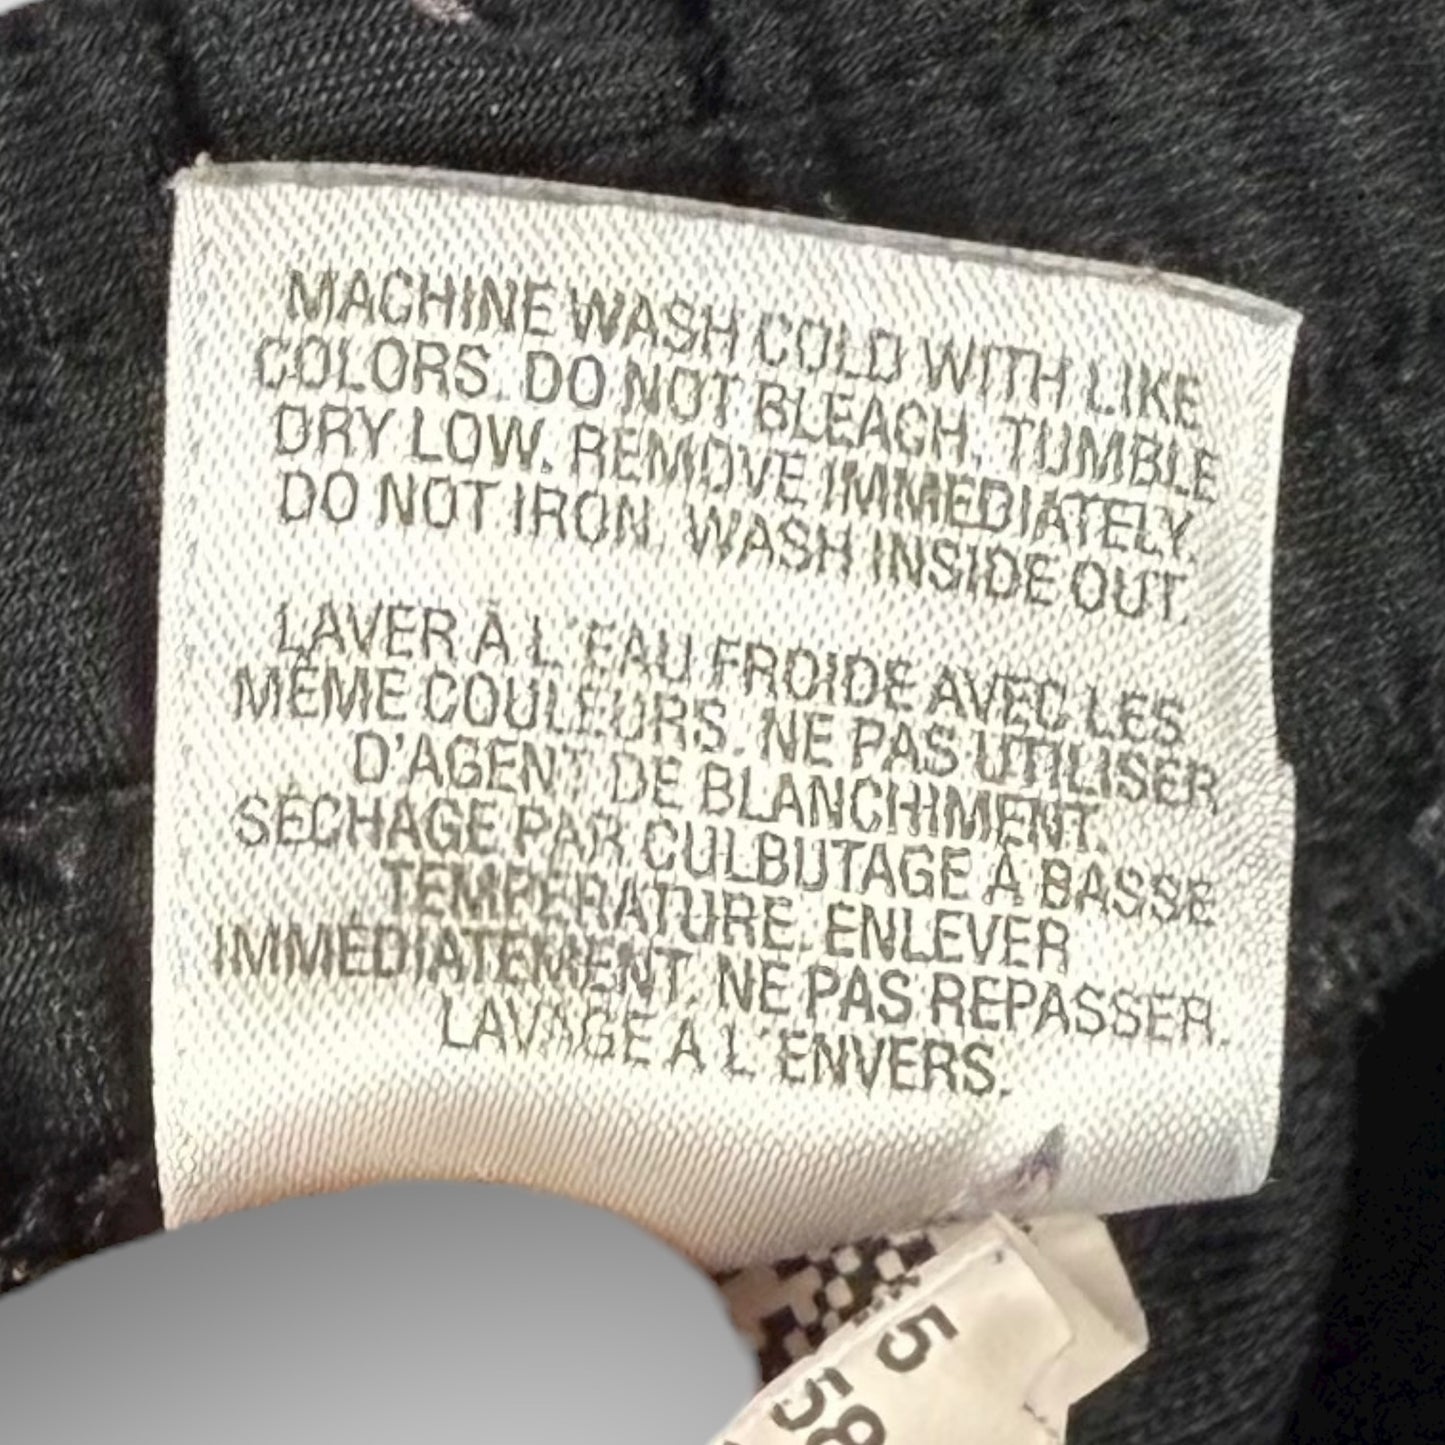 MACHINE WASH COLD WITH LIKE
COLORS. DO NOT BLEACH. TUMBLE
DRY LOW. REMOVE IMMEDIATELY.
DO NOT IRON. WASH INSIDE OUT.
LAVER À L'EAU FROIDE AVEC LES
MÊME COULEURS. NE PAS UTILISER
D'AGENT DE BLANCHIMENT.
SÉCHAGE PAR CULBUTAGE À BASSE
TEMPÉRATURE. ENLEVER
IMMÉDIATEMENT. NE PAS REPASSER.
LAVAGE A L'ENVERS.
5
58